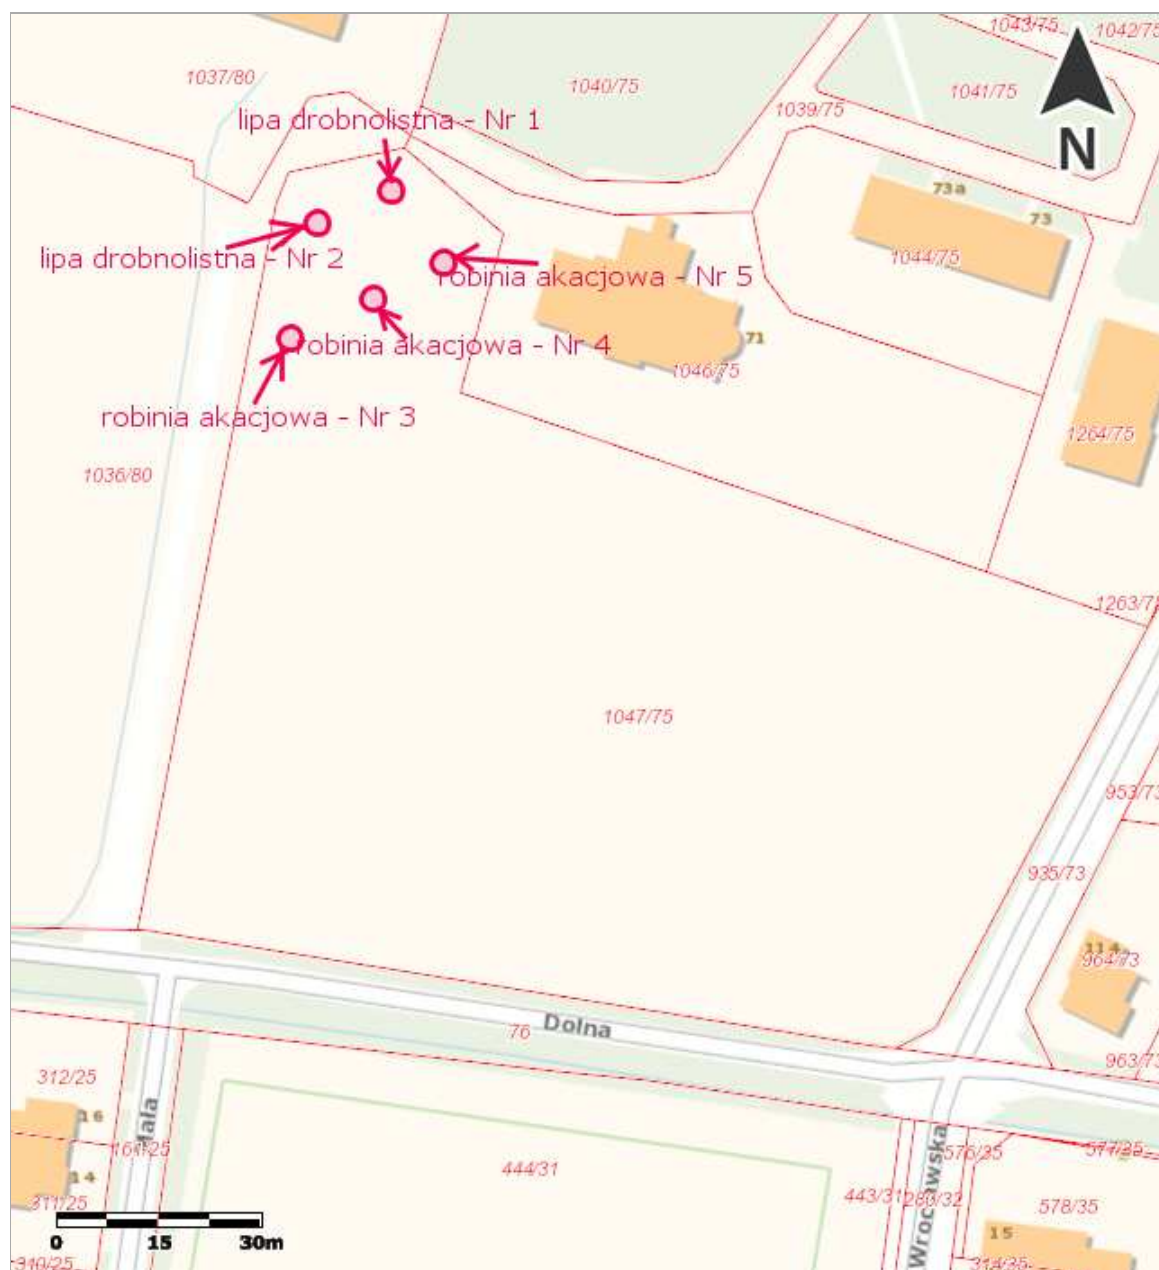 1043/75
1042/75
1037/80
1040/75
1041/75
1039/75
lipa drobnolistna - Nr 1
N
73a
73
lipa drobnolistna - Nr 2
1044/75
robinia akacjowa - Nr 5
robinia akacjowa - Nr 4
71
1046/75
robinia akacjowa - Nr 3
1264/75
1036/80
1047/75
953/73
935/73
964/73
Dolna
76
963/73
312/25
16
Mała
161/25
14
311/25
444/31
443/31
280/32
576/35
577/35
578/35
Wrocławska
15
314/35
310/25
0 15 30m